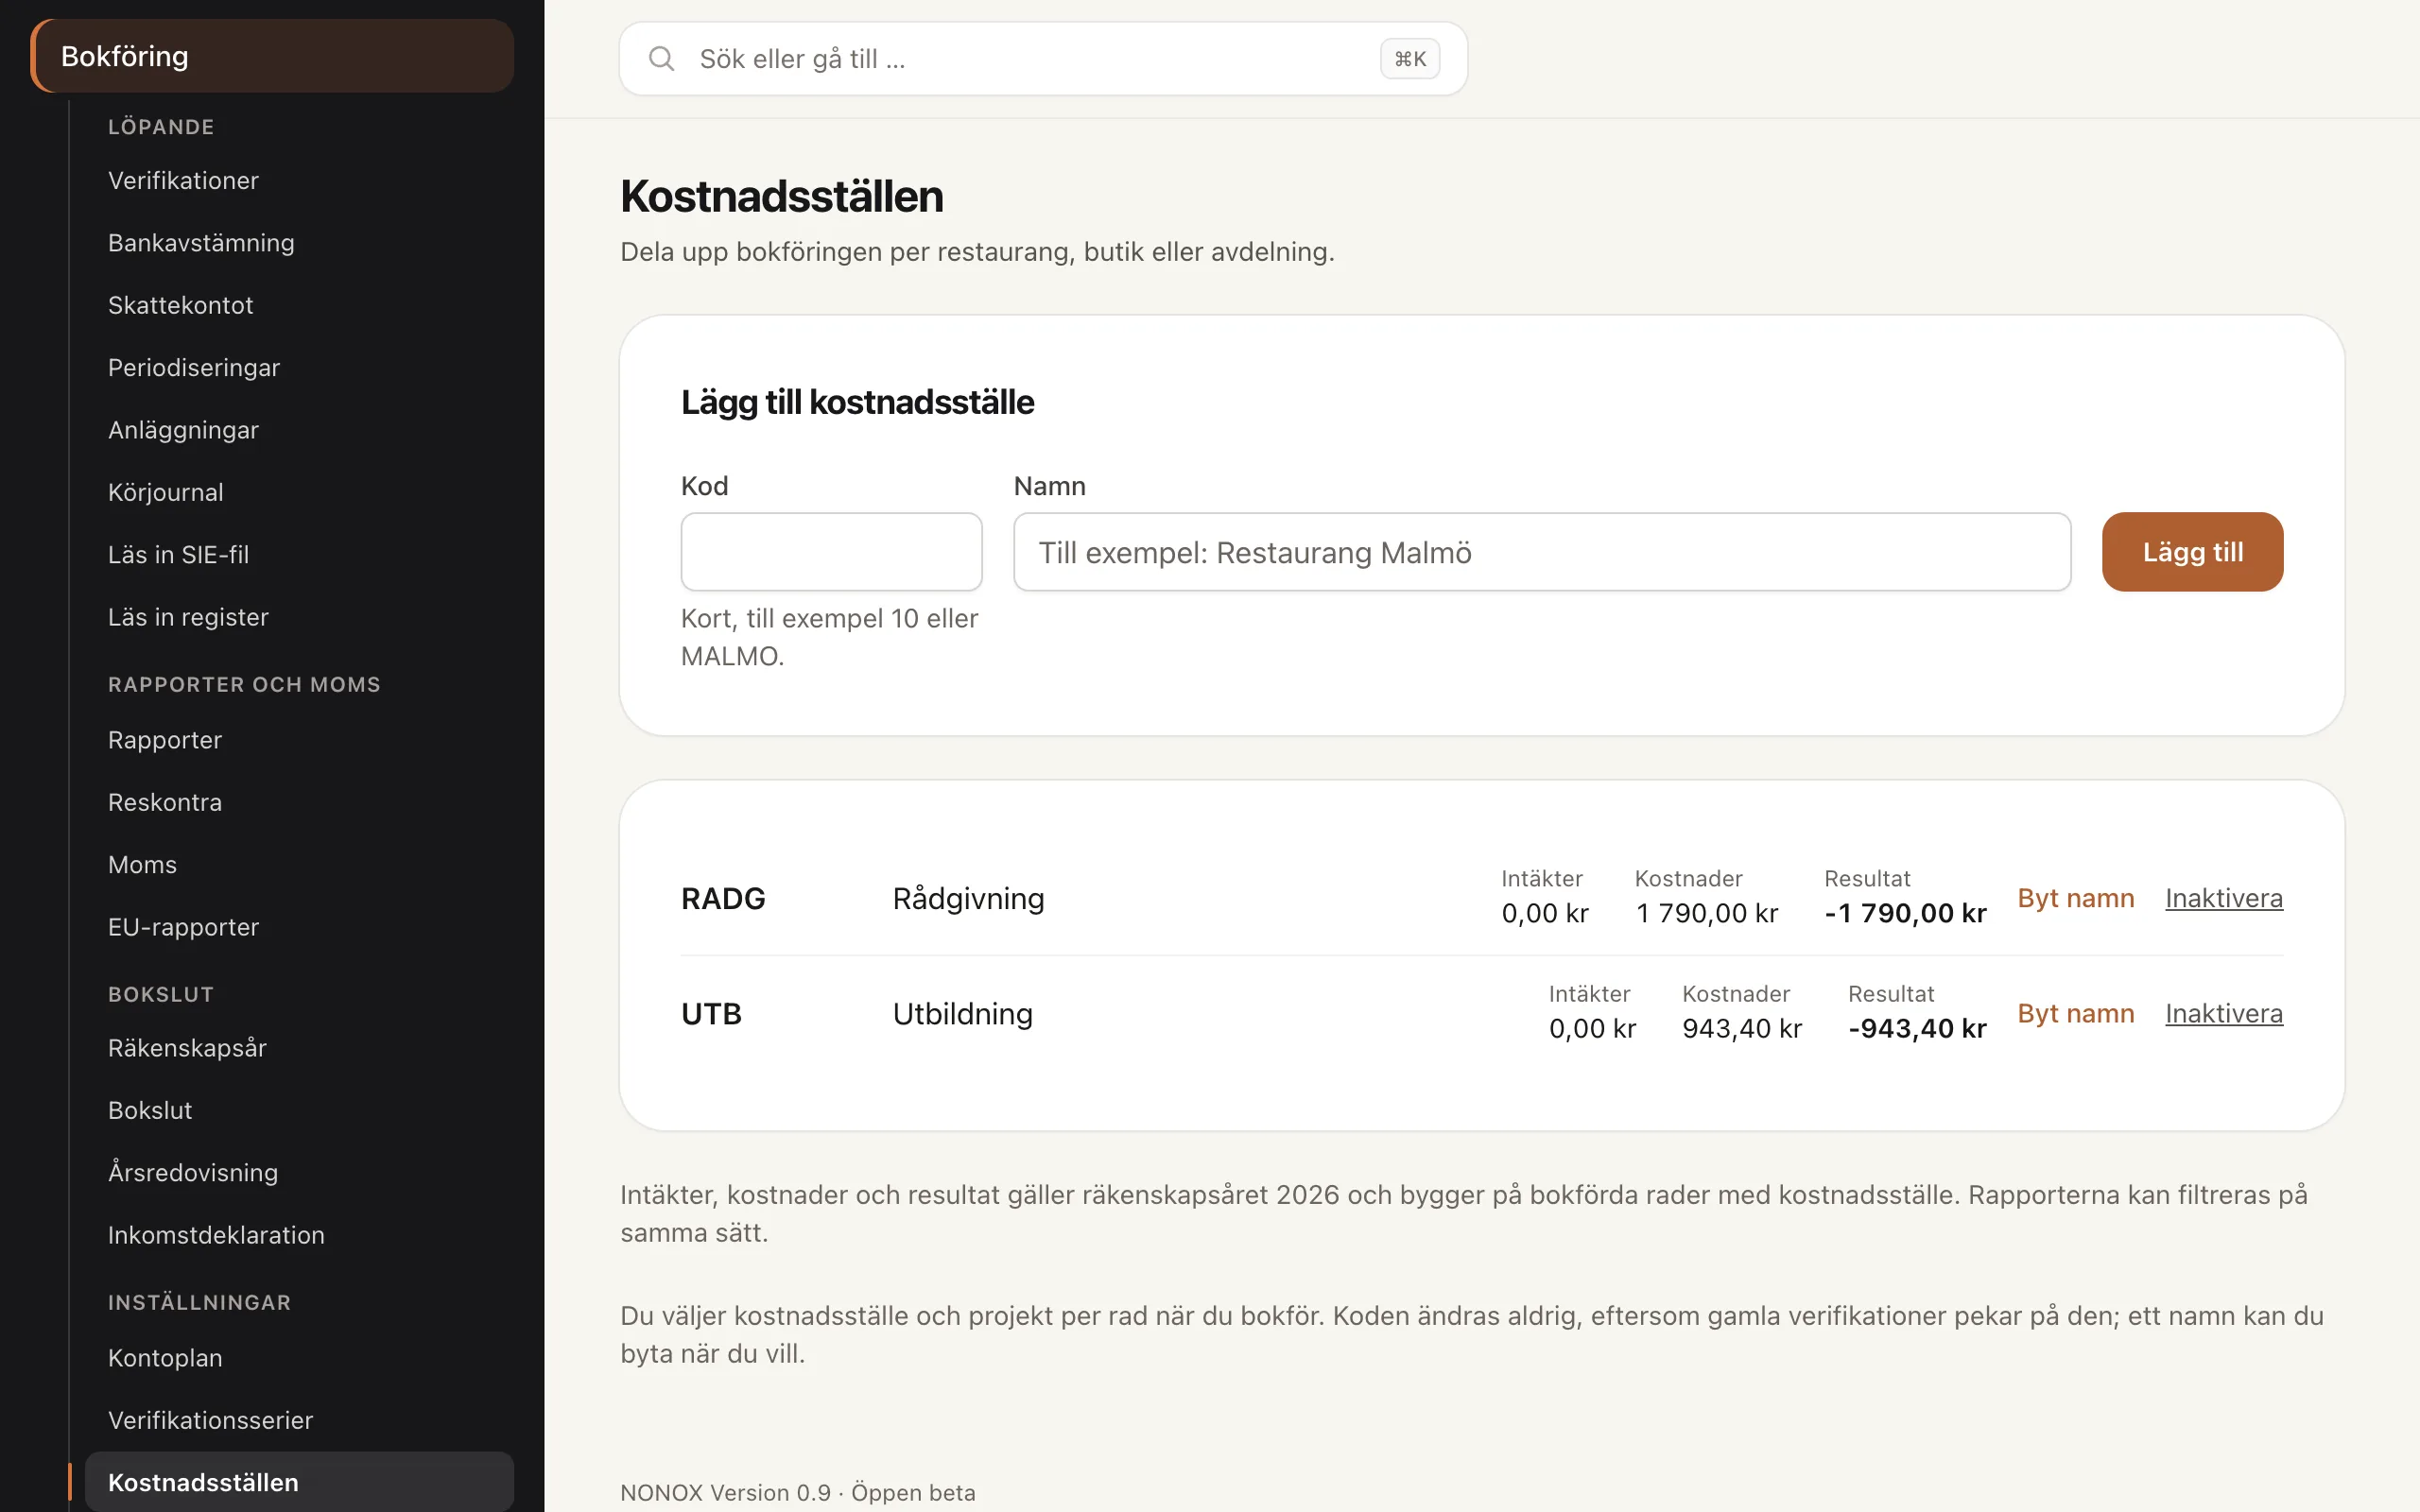 Bokföring
LÖPANDE
Verifikationer
Bankavstämning
Skattekontot
Periodiseringar
Anläggningar
Körjournal
Läs in SIE-fil
Läs in register
RAPPORTER OCH MOMS
Rapporter
Reskontra
Moms
EU-rapporter
BOKSLUT
Räkenskapsår
Bokslut
Årsredovisning
Inkomstdeklaration
INSTÄLLNINGAR
Kontoplan
Verifikationsserier
Kostnadsställen
Sök eller gå till ... ⌘K
Kostnadsställen
Dela upp bokföringen per restaurang, butik eller avdelning.
Lägg till kostnadsställe
Kod Namn
Till exempel: Restaurang Malmö Lägg till
Kort, till exempel 10 eller
MALMO.
Intäkter Kostnader Resultat
RADG Rådgivning 0,00 kr 1 790,00 kr -1 790,00 kr Byt namn Inaktivera
Intäkter Kostnader Resultat
UTB Utbildning 0,00 kr 943,40 kr -943,40 kr Byt namn Inaktivera
Intäkter, kostnader och resultat gäller räkenskapsåret 2026 och bygger på bokförda rader med kostnadsställe. Rapporterna kan filtreras på
samma sätt.
Du väljer kostnadsställe och projekt per rad när du bokför. Koden ändras aldrig, eftersom gamla verifikationer pekar på den; ett namn kan du
byta när du vill.
NONOX Version 0.9 · Öppen beta